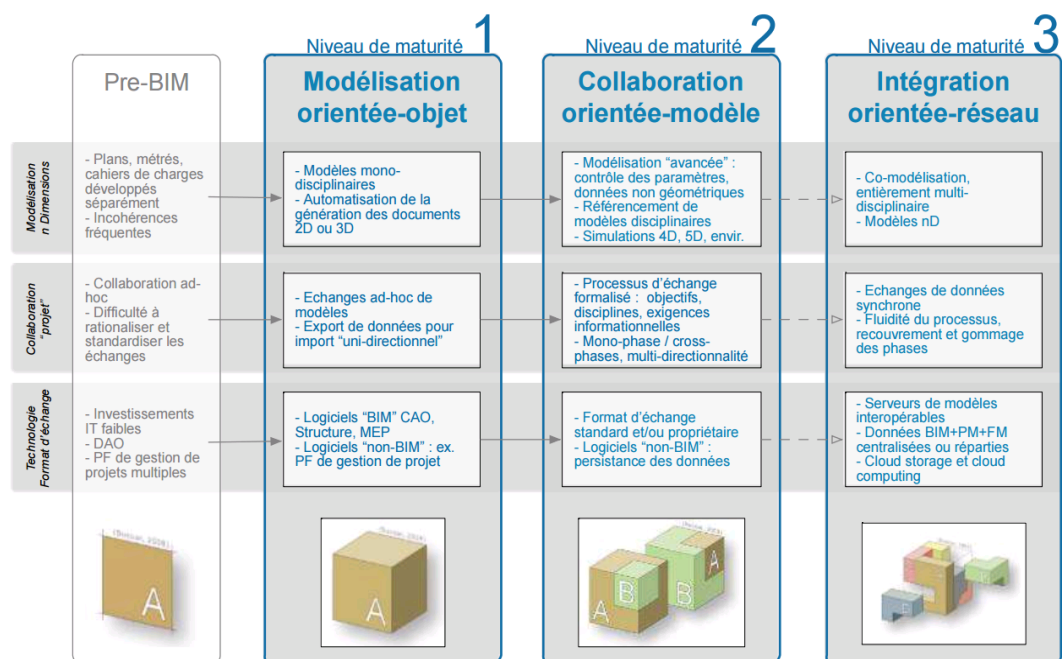 Niveau de maturité 1
Niveau de maturité 2
Niveau de maturité 3
Pre-BIM
Modélisation
orientée-objet
Collaboration
orientée-modèle
Intégration
orientée-réseau
Modélisation
n Dimensions
- Plans, métrés,
cahiers de charges
développés
séparément
- Incohérences
fréquentes
- Modèles mono-
disciplinaires
- Automatisation de la
génération des documents
2D ou 3D
- Modélisation “avancée” :
contrôle des paramètres,
données non géométriques
- Référencement de
modèles disciplinaires
- Simulations 4D, 5D, envir.
- Co-modélisation,
entièrement multi-
disciplinaire
- Modèles nD
Collaboration
“projet”
- Collaboration ad-
hoc
- Difficulté à
rationaliser et
standardiser les
échanges
- Echanges ad-hoc de
modèles
- Export de données pour
import “uni-directionnel”
- Processus d’échange
formalisé :  objectifs,
disciplines, exigences
informationnelles
- Mono-phase / cross-
phases, multi-directionnalité
- Echanges de données
synchrone
- Fluidité du processus,
recouvrement et gommage
des phases
Technologie
Format d’échange
- Investissements
IT faibles
- DAO
- PF de gestion de
projets multiples
- Logiciels “BIM” CAO,
Structure, MEP
- Logiciels “non-BIM” : ex.
PF de gestion de projet
- Format d’échange
standard et/ou propriétaire
- Logiciels “non-BIM” :
persistance des données
- Serveurs de modèles
interopérables
- Données BIM+PM+FM
centralisées ou réparties
- Cloud storage et cloud
computing
A
A
A
B
B
A